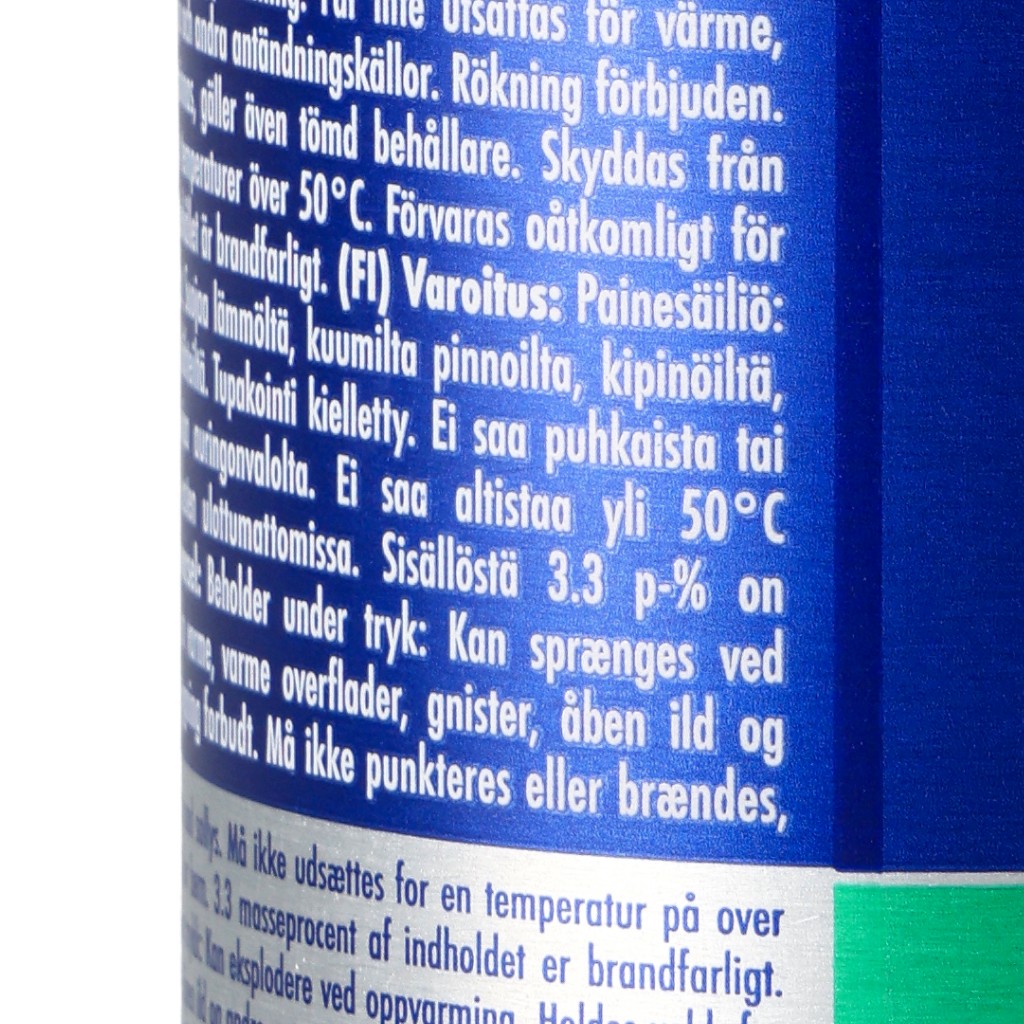 utsattas för värme,
andra antändningskällor. Rökning förbjuden.
gäller även tömd behållare. Skyddas från
över 50°C. Förvaras oåtkomligt för
är brandfarligt. (FI) Varoitus: Painesäiliö:
lämmöltä, kuumilta pinnoilta, kipinöiltä,
Tupakointi kielletty. Ei saa puhkaista tai
auringonvalolta. Ei saa altistaa yli 50°C
ulottumattomissa. Sisällöstä 3.3 p-% on
Beholder under tryk: Kan sprænges ved
varme, varme overflader, gnister, åben ild og
forbudt. Må ikke punkteres eller brændes,
sollys. Må ikke udsættes for en temperatur på over
3.3 masseprocent af indholdet er brandfarligt.
Kan eksplodere ved oppvarming.